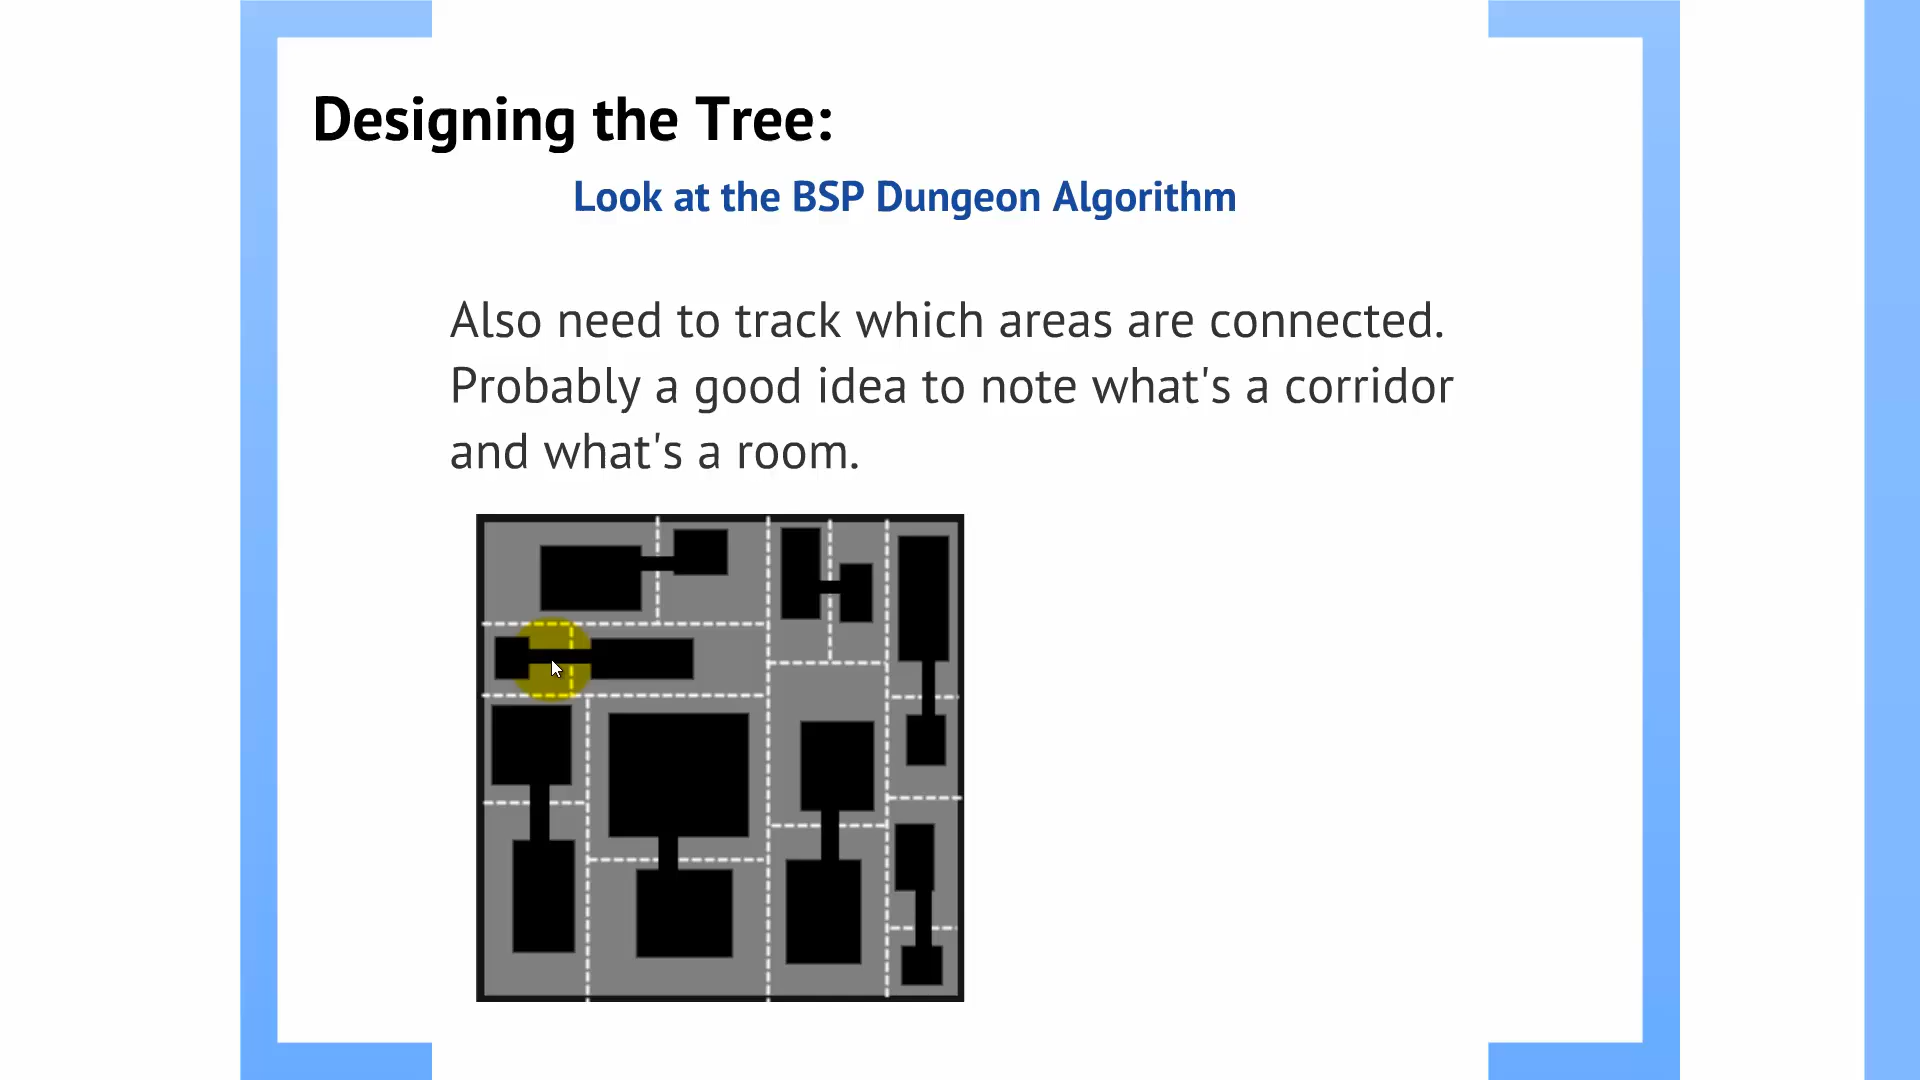 Designing the Tree:
Look at the BSP Dungeon Algorithm
Also need to track which areas are connected.
Probably a good idea to note what's a corridor
and what's a room.